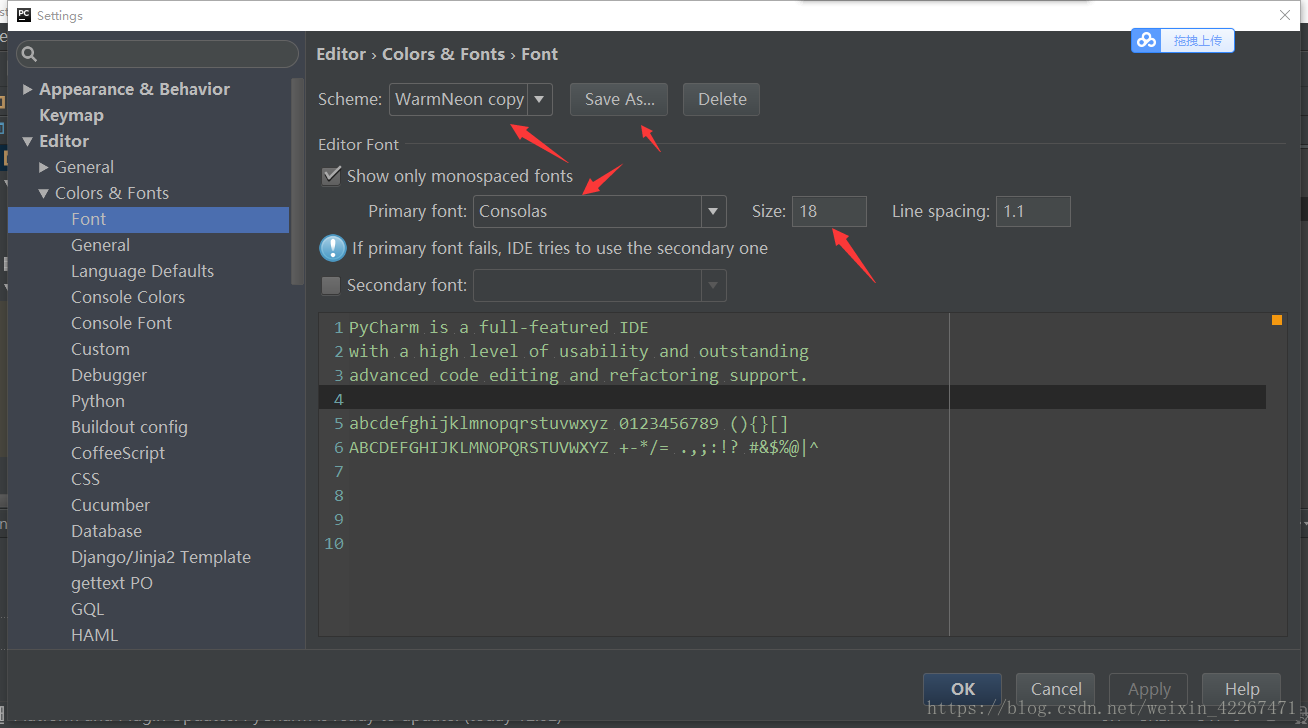 PC Settings
拖拽上传
Editor › Colors & Fonts › Font
Appearance & Behavior
Keymap
Editor
General
Colors & Fonts
Font
General
Language Defaults
Console Colors
Console Font
Custom
Debugger
Python
Buildout config
CoffeeScript
CSS
Cucumber
Database
Django/Jinja2 Template
gettext PO
GQL
HAML
Scheme: WarmNeon copy Save As... Delete
Editor Font
Show only monospaced fonts
Primary font: Consolas Size: 18 Line spacing: 1.1
If primary font fails, IDE tries to use the secondary one
Secondary font:
1 PyCharm is a full-featured IDE
2 with a high level of usability and outstanding
3 advanced code editing and refactoring support.
4
5 abcdefghijklmnopqrstuvwxyz 0123456789 (){}[]
6 ABCDEFGHIJKLMNOPQRSTUVWXYZ +-*/= .,;:!? #&$%@|^
7
8
9
10
OK Cancel Apply Help
https://blog.csdn.net/weixin_42267471